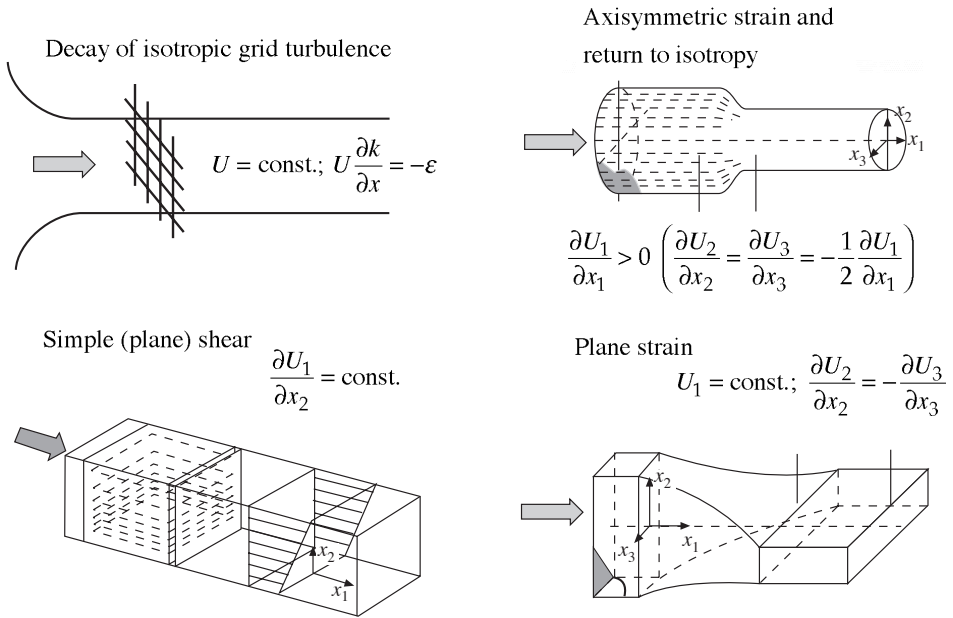 Decay of isotropic grid turbulence
U = const.; U ∂k/∂x = −ε
Axisymmetric strain and
return to isotropy
x₂
x₁
x₃
∂U₁/∂x₁ > 0 (∂U₂/∂x₂ = ∂U₃/∂x₃ = −1/2 ∂U₁/∂x₁)
Simple (plane) shear
∂U₁/∂x₂ = const.
x₂
x₁
Plane strain
U₁ = const.; ∂U₂/∂x₂ = −∂U₃/∂x₃
x₂
x₁
x₃